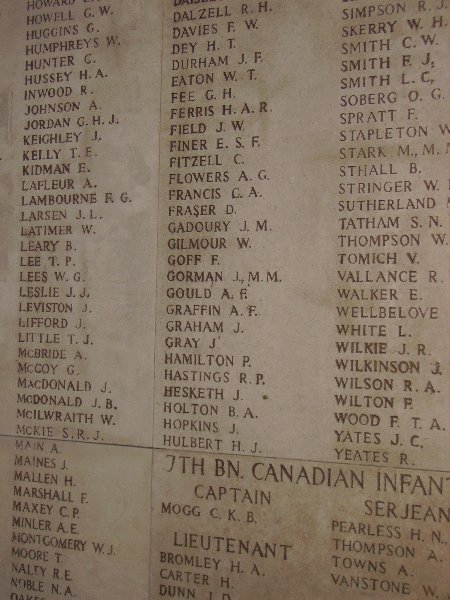 HOWARD
HOWELL G. W.
HUGGINS G.
HUMPHREYS W.
HUNTER C.
HUSSEY H. A.
INWOOD R.
JOHNSON A.
JORDAN G. H. J.
KEIGHLEY J.
KELLY T. E.
KIDMAN E.
LAFLEUR A.
LAMBOURNE F. G.
LARSEN J. L.
LATIMER W.
LEARY B.
LEE T. P.
LEES W. G.
LESLIE J. J.
LEVISTON J.
LIFFORD J.
LITTLE T. J.
McBRIDE A.
McCOY G.
MacDONALD J.
McDONALD J. B.
McILWRAITH W.
McKIE S. R. J.
MAIN A.
MAINES J.
MALLEN H.
MARSHALL F.
MAXEY C. P.
MINLER A. E.
MONTGOMERY W. J.
MOORE T.
NALTY R. E.
NOBLE N. A.
DALZELL R. H.
DAVIES F. W.
DEY H. T.
DURHAM J. F.
EATON W. T.
FEE G. H.
FERRIS H. A. R.
FIELD J. W.
FINER E. S. F.
FITZELL C.
FLOWERS A. G.
FRANCIS C. A.
FRASER D.
GADOURY J. M.
GILMOUR W.
GOFF F.
GORMAN J., M.M.
GOULD A. F.
GRAFFIN A. F.
GRAHAM J.
GRAY J.
HAMILTON P.
HASTINGS R. P.
HESKETH J.
HOLTON B. A.
HOPKINS J.
HULBERT H. J.
SIMPSON R. J.
SKERRY W. H.
SMITH C. W.
SMITH F. J.
SMITH L. C.
SOBERG O. G.
SPRATT F.
STAPLETON W.
STARK M., M.
STHALL B.
STRINGER W.
SUTHERLAND
TATHAM S. N.
THOMPSON W.
TOMICH V.
VALLANCE R.
WALKER E.
WELLBELOVE
WHITE L.
WILKIE J. R.
WILKINSON J.
WILSON R. A.
WILTON F.
WOOD F. T. A.
YATES J. C.
YEATES R.
7TH BN. CANADIAN INFANT
CAPTAIN
MOGG C. K. B.
LIEUTENANT
BROMLEY H. A.
CARTER H.
DUNN J. D.
SERJEAN
PEARLESS H. N.,
THOMPSON A.
TOWNS A.
VANSTONE W.